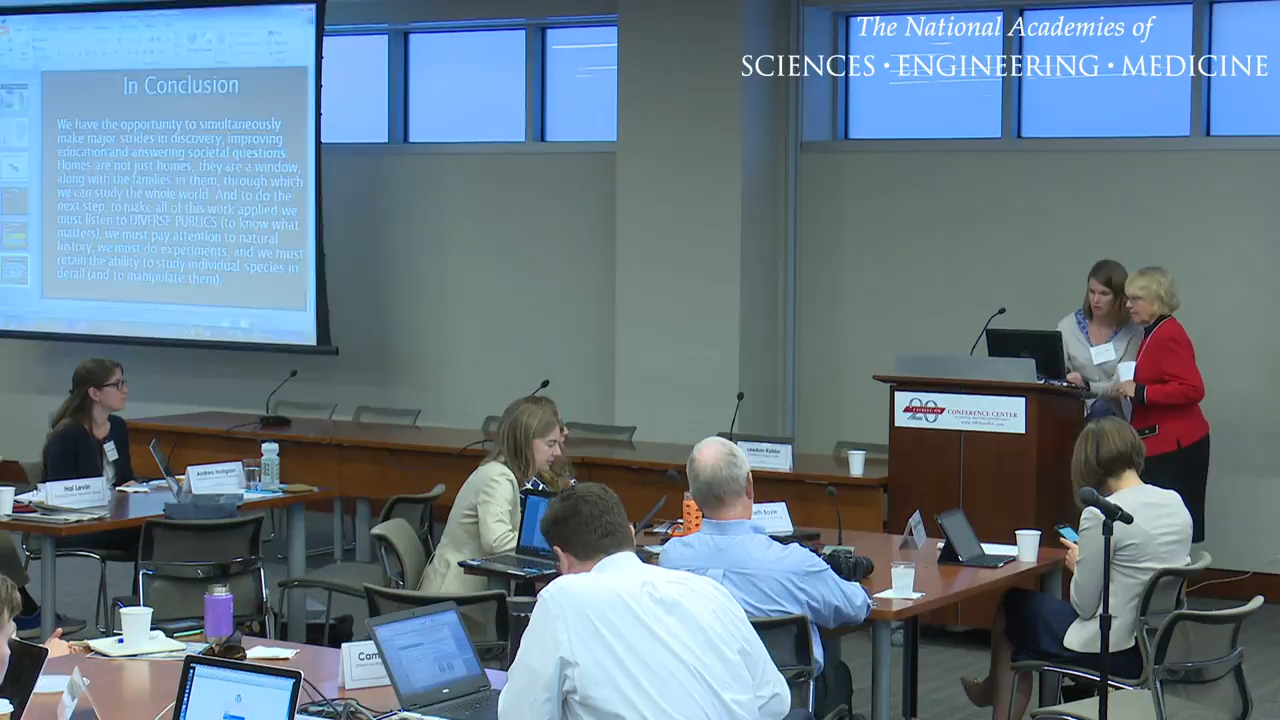 The National Academies of
SCIENCES • ENGINEERING • MEDICINE
In Conclusion
We have the opportunity to simultaneously
make major strides in discovery, improving
education and answering societal questions.
Homes are not just homes, they are a window,
along with the families in them, through which
we can study the whole world. And to do the
next step, to make all of this work applied we
must listen to DIVERSE PUBLICS (to know what
matters), we must pay attention to natural
history, we must do experiments, and we must
retain the ability to study individual species in
detail (and to manipulate them)
20
CONFERENCE CENTER
Hal Levin
Andrea Hodgson
Cam